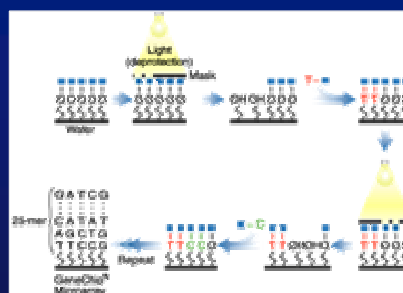 Light
(deprotection)
Mask
O O O O O
O O O O O
OH OH O O O
T–
T T O O O
Wafer
G A T C G
C A T A T
A G C T G
T T C C G
25-mer
T T C C O
–C
T T OH OH O
T T O O O
Repeat
GeneChip
Microarray